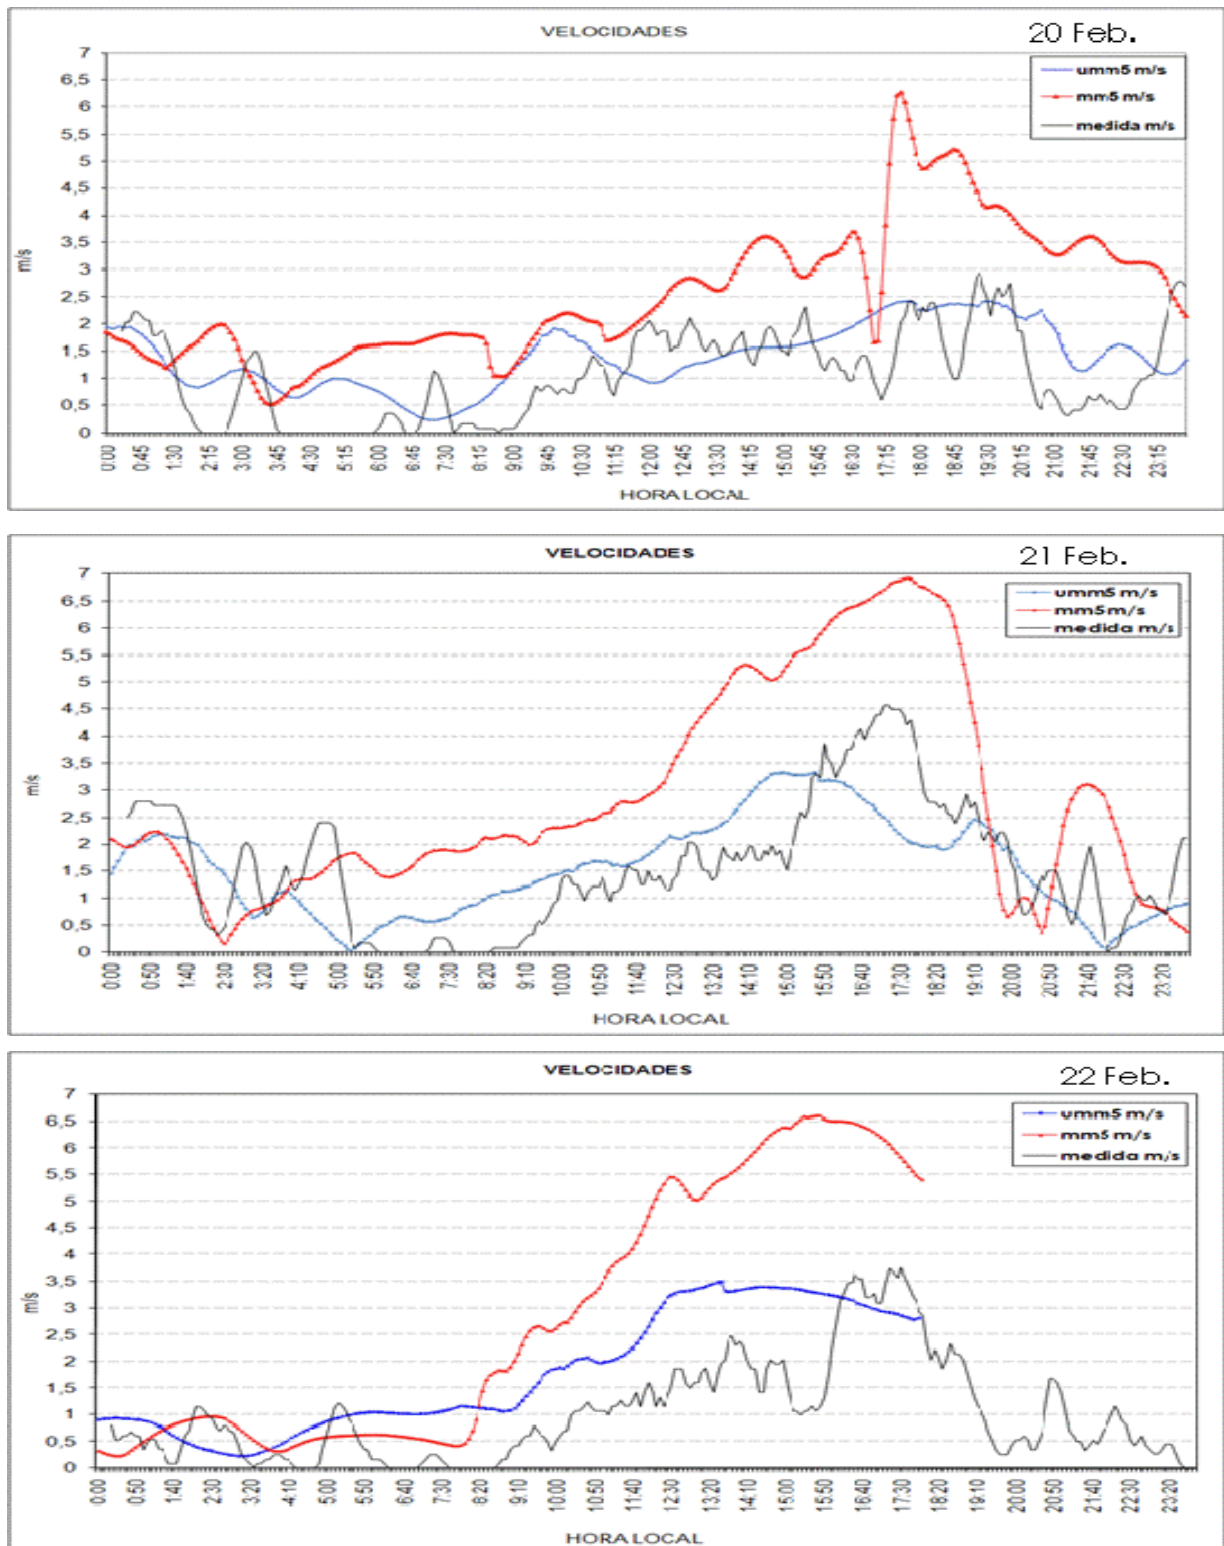 VELOCIDADES
20 Feb.
umm5 m/s
mm5 m/s
medida m/s
7
6,5
6
5,5
5
4,5
4
3,5
3
2,5
2
1,5
1
0,5
0
m/s
0:00 0:45 1:30 2:15 3:00 3:45 4:30 5:15 6:00 6:45 7:30 8:15 9:00 9:45 10:30 11:15 12:00 12:45 13:30 14:15 15:00 15:45 16:30 17:15 18:00 18:45 19:30 20:15 21:00 21:45 22:30 23:15
HORA LOCAL
VELOCIDADES
21 Feb.
umm5 m/s
mm5 m/s
medida m/s
7
6,5
6
5,5
5
4,5
4
3,5
3
2,5
2
1,5
1
0,5
0
m/s
0:00 0:50 1:40 2:30 3:20 4:10 5:00 5:50 6:40 7:30 8:20 9:10 10:00 10:50 11:40 12:30 13:20 14:10 15:00 15:50 16:40 17:30 18:20 19:10 20:00 20:50 21:40 22:30 23:20
HORA LOCAL
VELOCIDADES
22 Feb.
umm5 m/s
mm5 m/s
medida m/s
7
6,5
6
5,5
5
4,5
4
3,5
3
2,5
2
1,5
1
0,5
0
m/s
0:00 0:50 1:40 2:30 3:20 4:10 5:00 5:50 6:40 7:30 8:20 9:10 10:00 10:50 11:40 12:30 13:20 14:10 15:00 15:50 16:40 17:30 18:20 19:10 20:00 20:50 21:40 22:30 23:20
HORA LOCAL